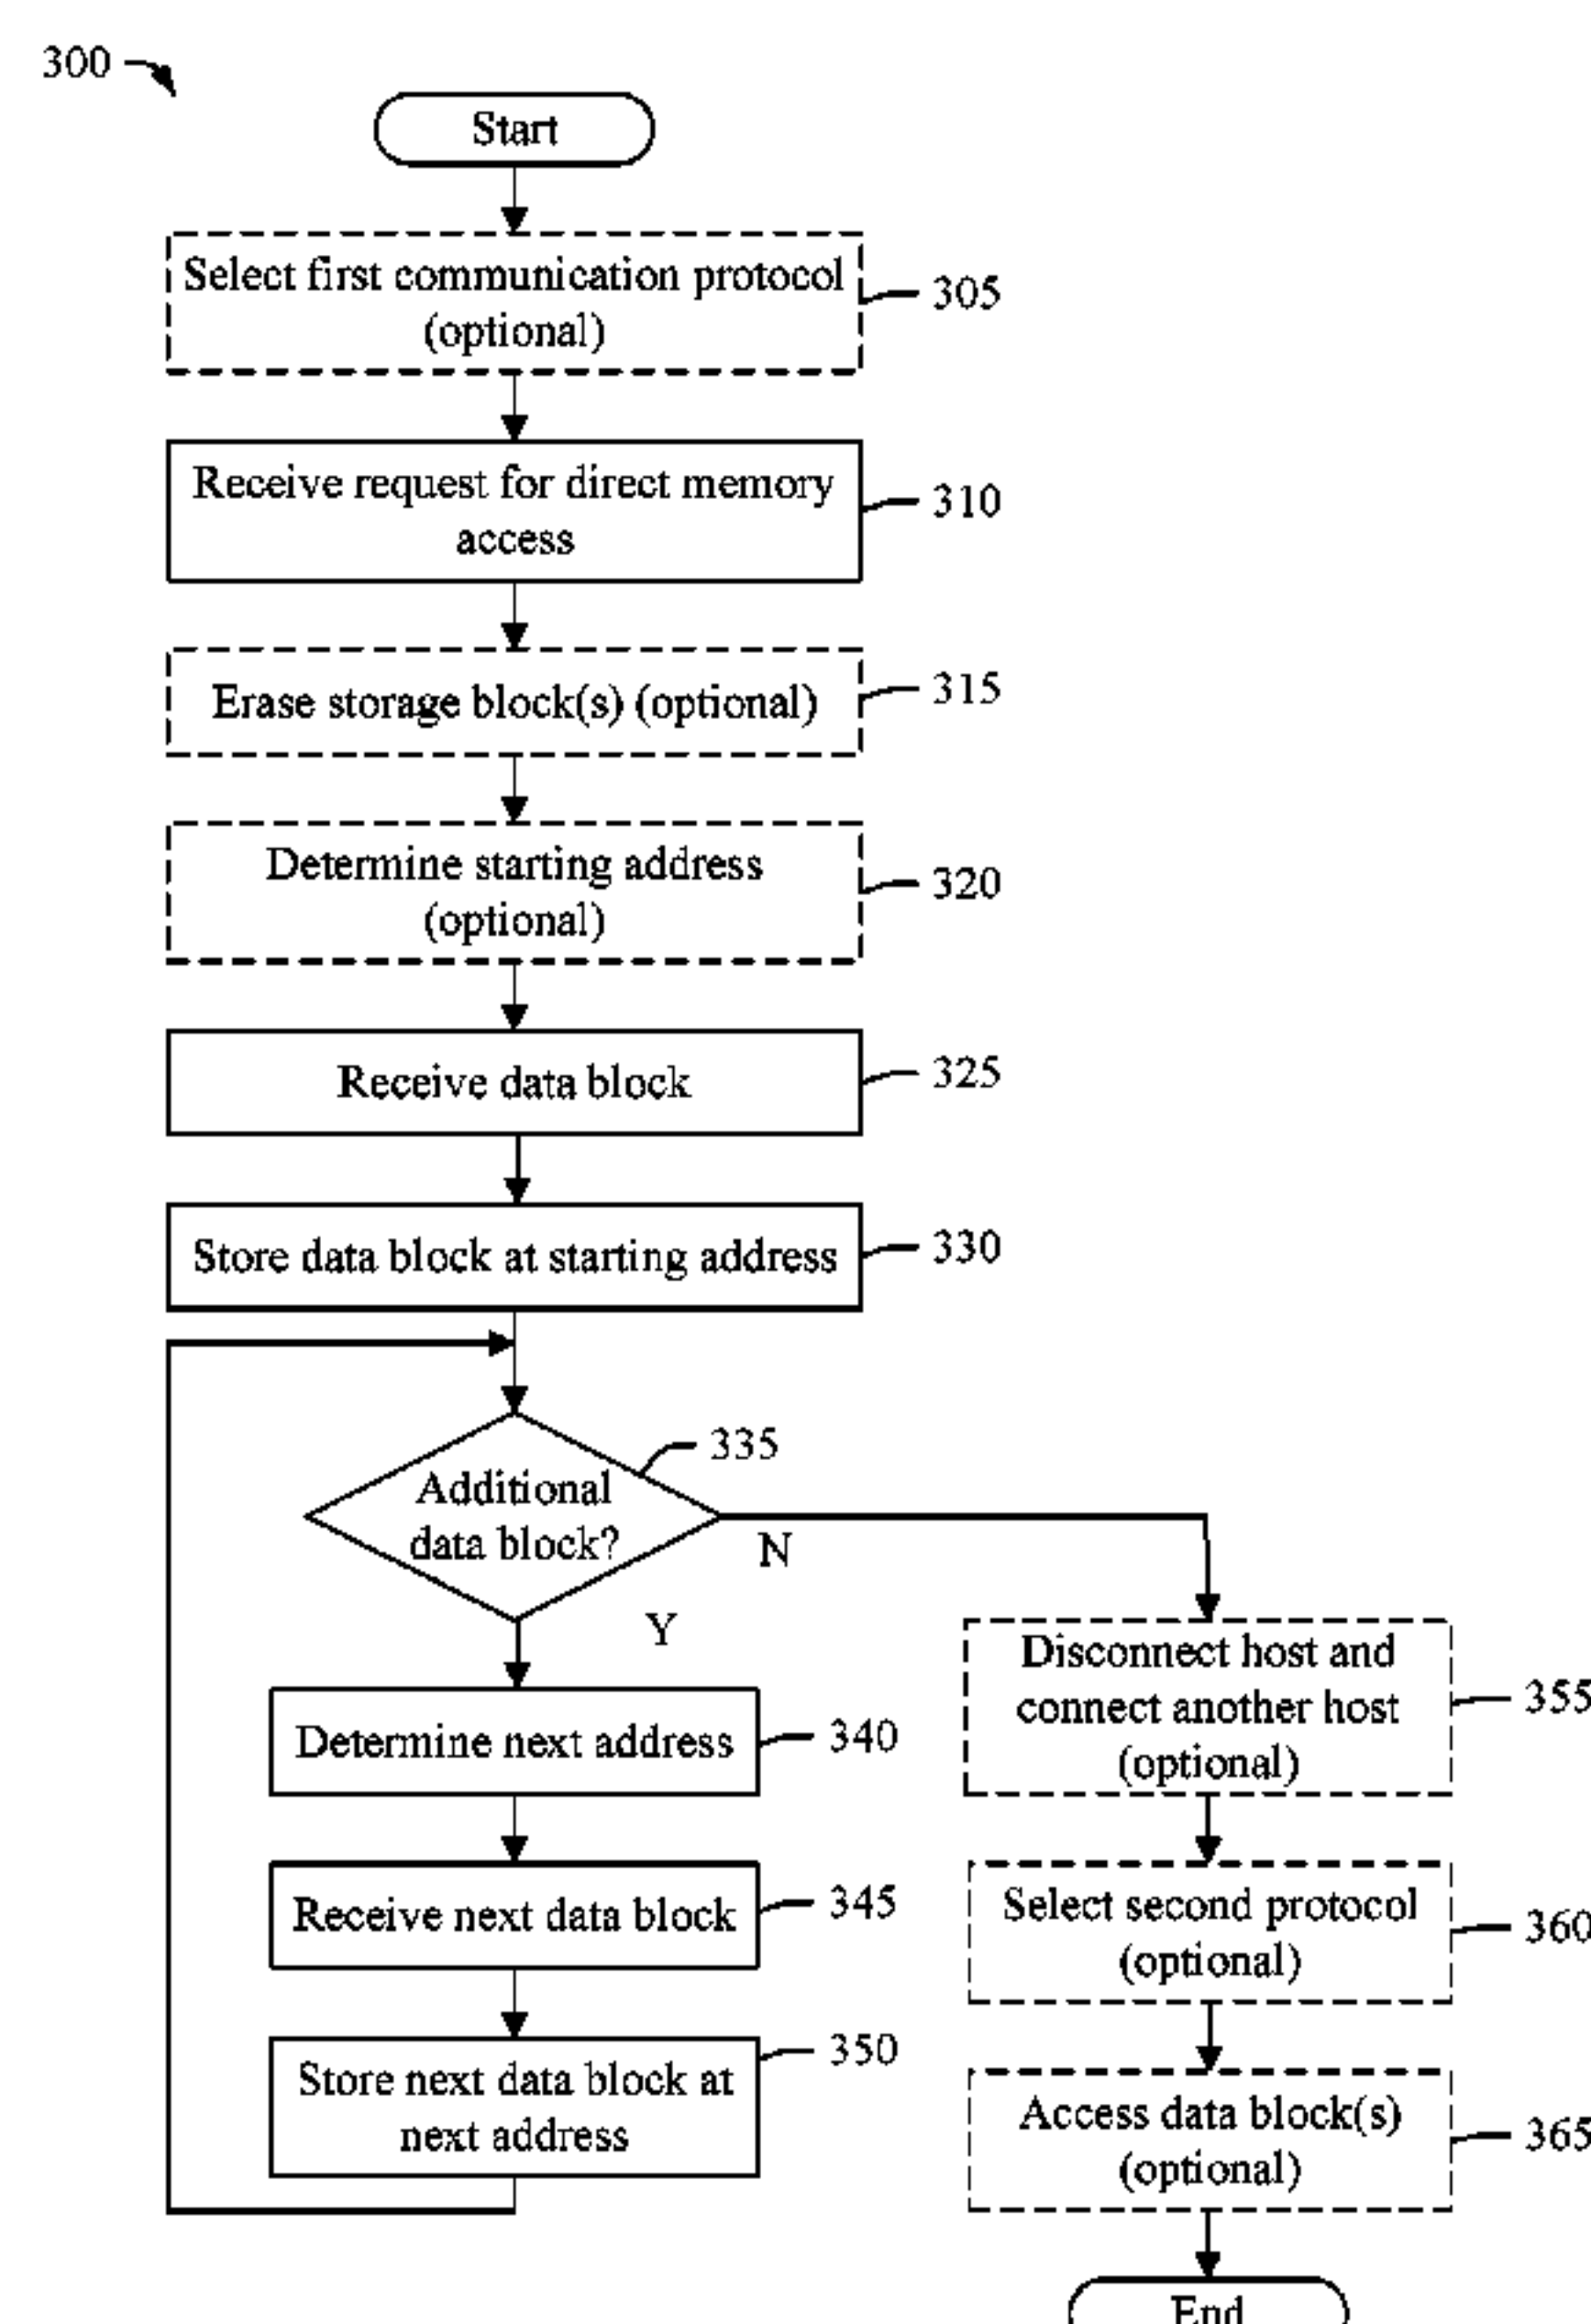 300
Start
Select first communication protocol
(optional)
305
Receive request for direct memory
access
310
Erase storage block(s) (optional)
315
Determine starting address
(optional)
320
Receive data block
325
Store data block at starting address
330
Additional
data block?
335
N
Y
Determine next address
340
Receive next data block
345
Store next data block at
next address
350
Disconnect host and
connect another host
(optional)
355
Select second protocol
(optional)
360
Access data block(s)
(optional)
365
End